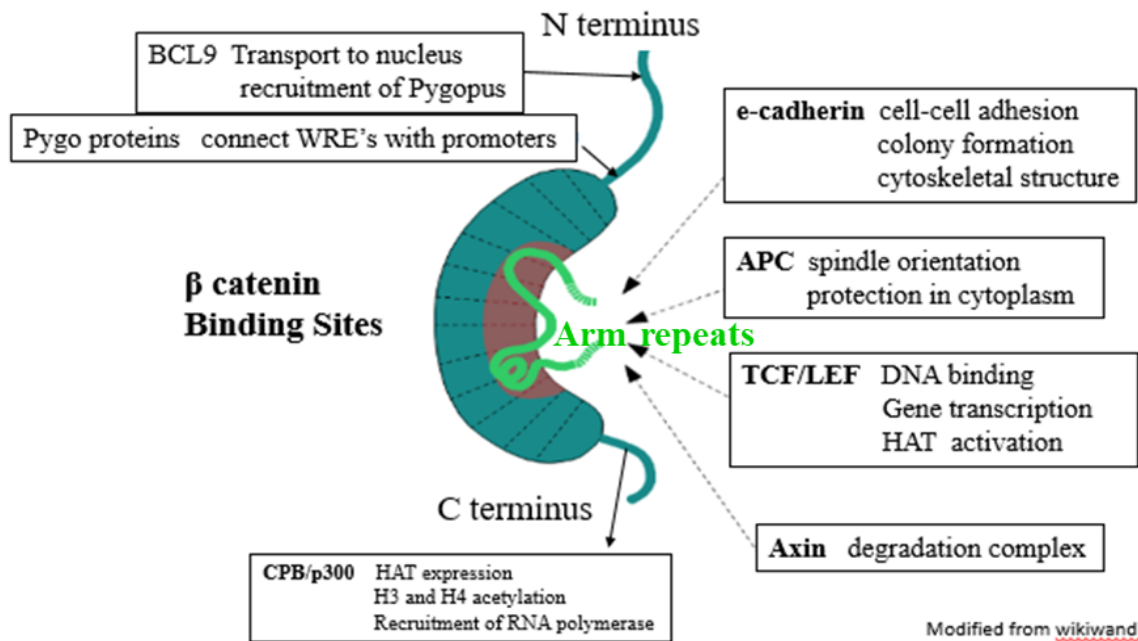 N terminus
BCL9 Transport to nucleus
recruitment of Pygopus
Pygo proteins connect WRE's with promoters
e-cadherin cell-cell adhesion
colony formation
cytoskeletal structure
β catenin
Binding Sites
APC spindle orientation
protection in cytoplasm
Arm repeats
TCF/LEF DNA binding
Gene transcription
HAT activation
C terminus
Axin degradation complex
CPB/p300 HAT expression
H3 and H4 acetylation
Recruitment of RNA polymerase
Modified from wikiwand